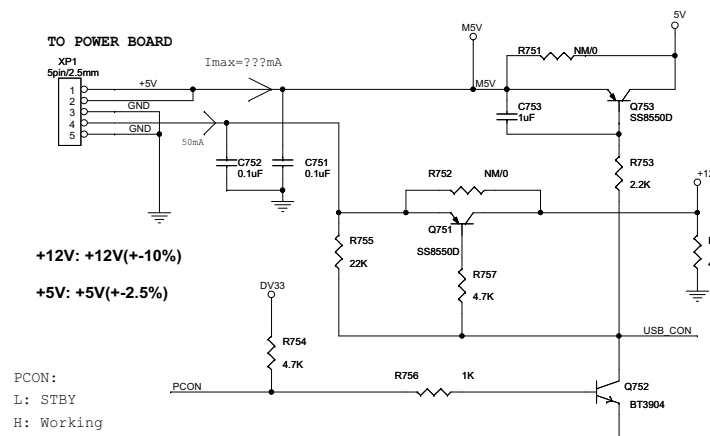 5V
M5V
TO POWER BOARD
R751 NM/0
XP1
5pin/2.5mm
Imax=???mA
1 +5V
M5V
2
3 GND
4
5 GND
50mA
C753
1uF
Q753
SS8550D
C752
0.1uF
C751
0.1uF
R752 NM/0
R753
2.2K
Q751
SS8550D
R755
22K
R757
4.7K
+12V: +12V(+-10%)
+5V: +5V(+-2.5%)
DV33
R754
4.7K
USB_CON
PCON:
L: STBY
H: Working
PCON
R756 1K
Q752
BT3904